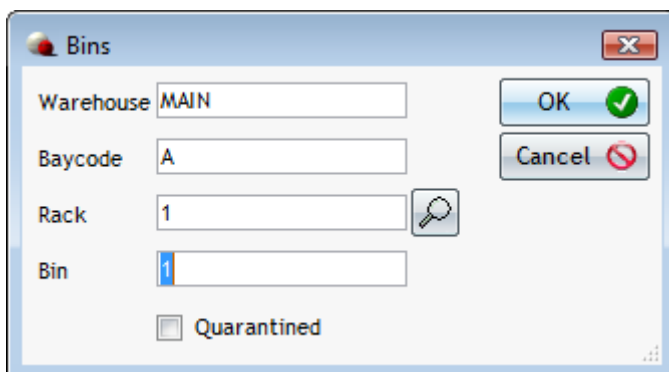 Bins
Warehouse MAIN
OK
Baycode A
Cancel
Rack 1
Bin 1
Quarantined